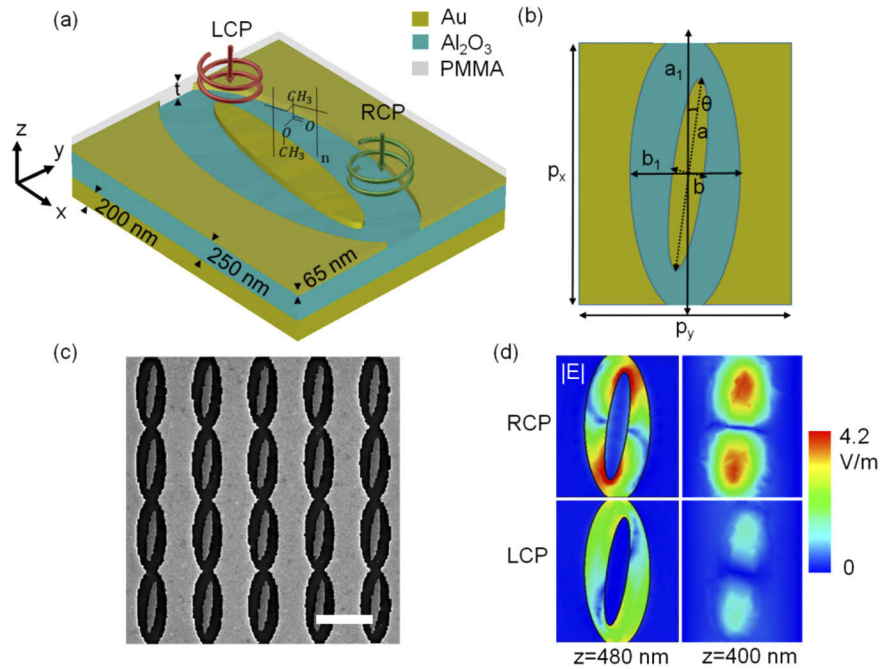 (a)
LCP
Au
Al₂O₃
PMMA
t
CH₃
O
O
CH₃
n
RCP
z
y
x
200 nm
250 nm
65 nm
(b)
a₁
θ
a
b₁
b
pₓ
p_y
(c)
(d)
|E|
RCP
LCP
4.2
V/m
0
z=480 nm
z=400 nm